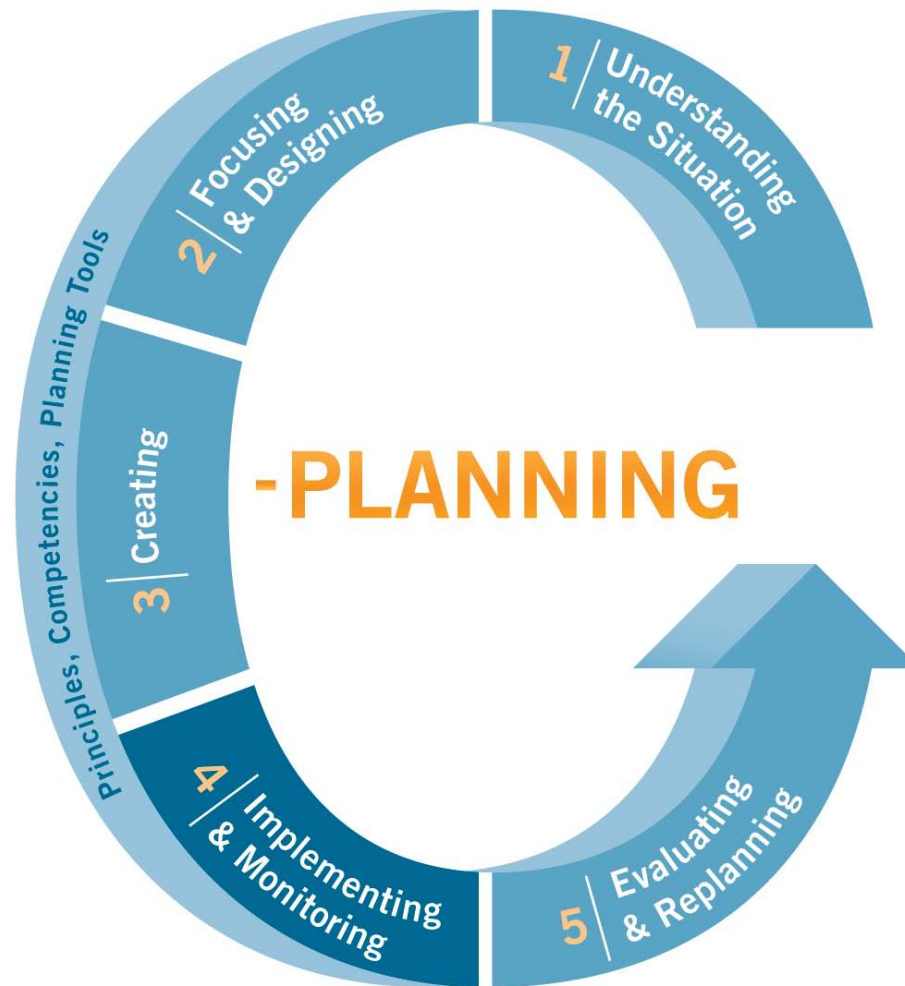 1 Understanding
the Situation
2 Focusing
& Designing
3 Creating
4 Implementing
& Monitoring
5 Evaluating
& Replanning
Principles, Competencies, Planning Tools
-PLANNING